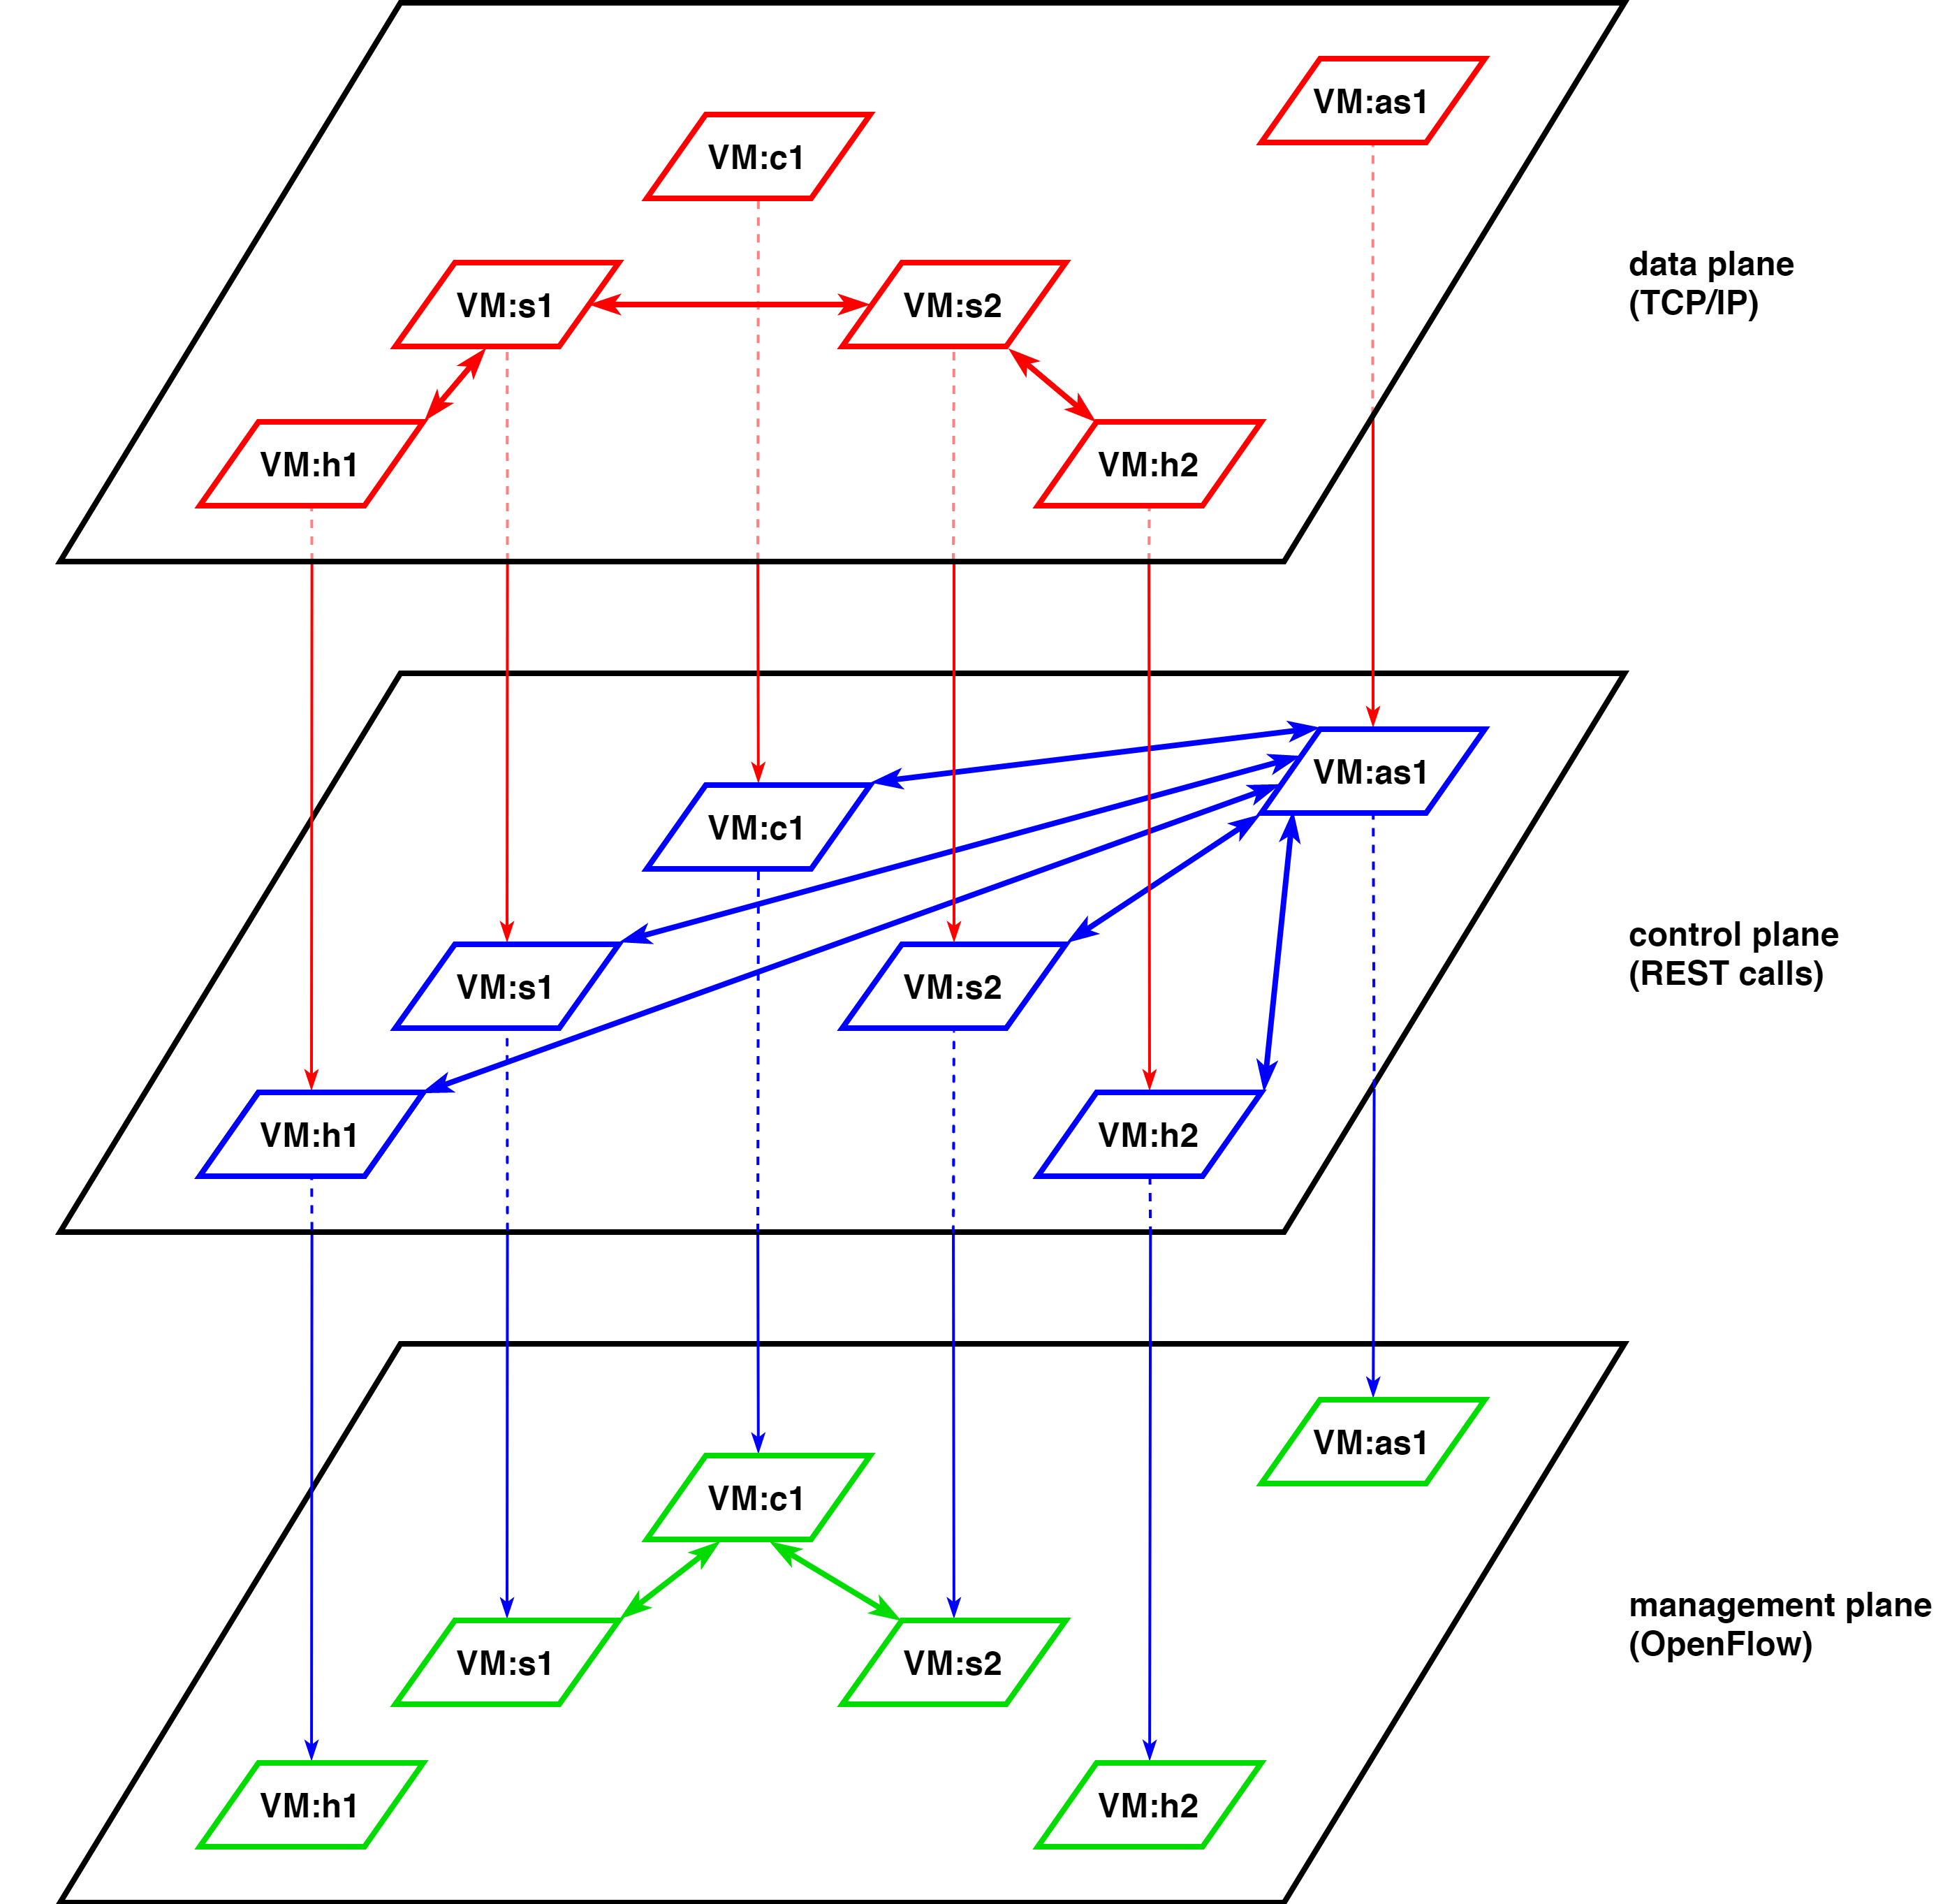 VM:as1
VM:c1
VM:s1
VM:s2
VM:h1
VM:h2
data plane
(TCP/IP)
VM:as1
VM:c1
VM:s1
VM:s2
VM:h1
VM:h2
control plane
(REST calls)
VM:as1
VM:c1
VM:s1
VM:s2
VM:h1
VM:h2
management plane
(OpenFlow)